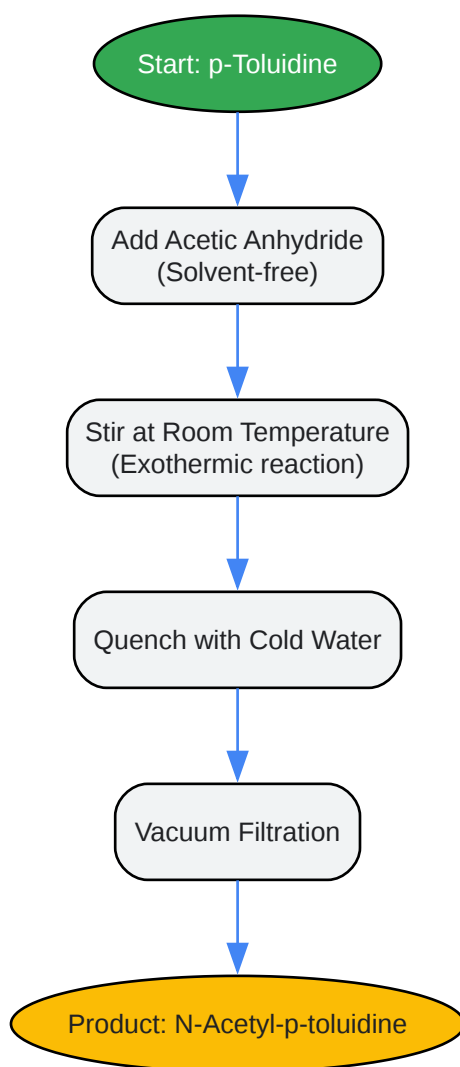 Start: p-Toluidine
Add Acetic Anhydride
(Solvent-free)
Stir at Room Temperature
(Exothermic reaction)
Quench with Cold Water
Vacuum Filtration
Product: N-Acetyl-p-toluidine